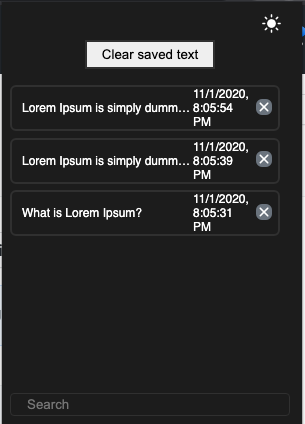 Clear saved text
Lorem Ipsum is simply dumm...
11/1/2020,
8:05:54
PM
Lorem Ipsum is simply dumm...
11/1/2020,
8:05:39
PM
What is Lorem Ipsum?
11/1/2020,
8:05:31
PM
Search